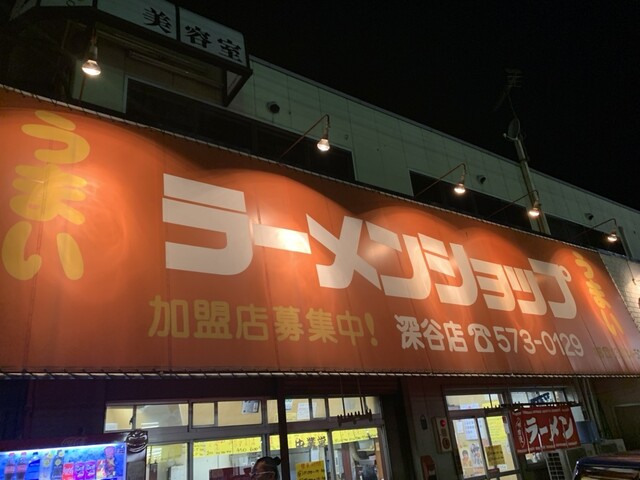 美容室
うまい
ラーメンショップ
うまい
加盟店募集中!
深谷店☎573-0129
ラーメン